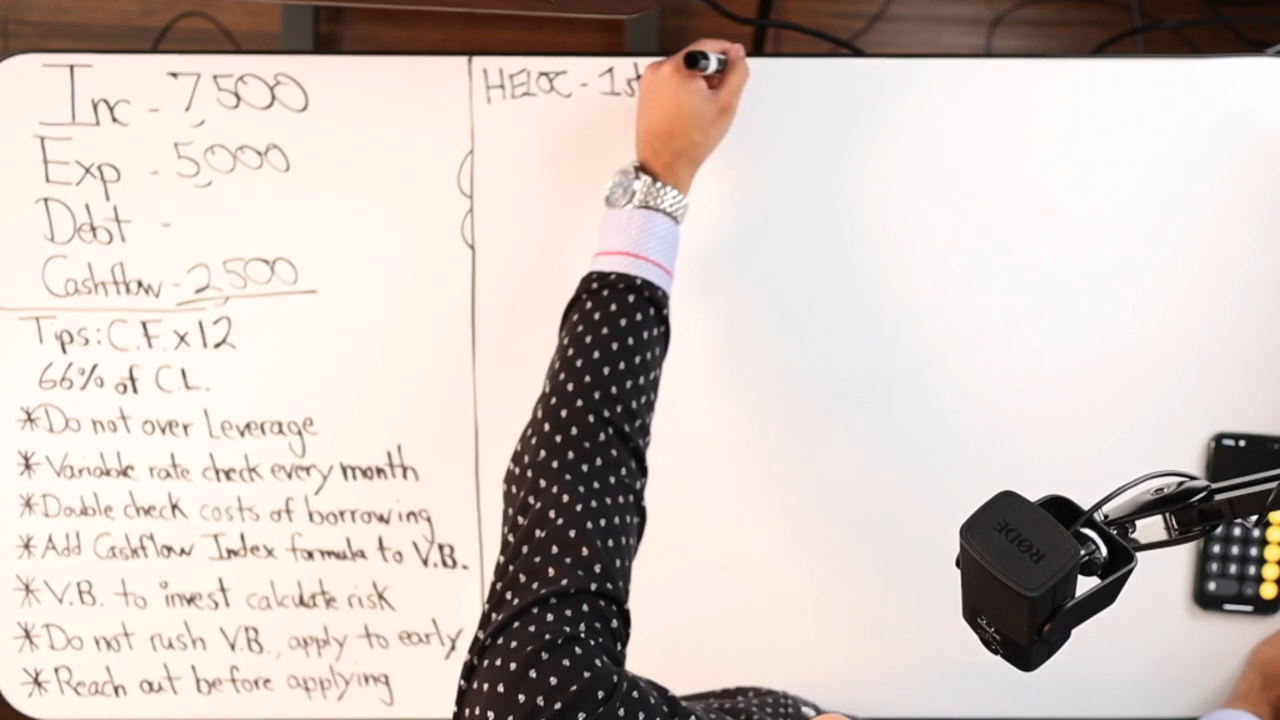 Inc - 7,500
Exp - 5,000
Debt -
Cashflow - 2,500
Tips: C.F. x 12
66% of C.L.
*Do not over Leverage
*Variable rate check every month
*Double check costs of borrowing
*Add Cashflow Index formula to V.B.
*V.B. to invest calculate risk
*Do not rush V.B., apply to early
*Reach out before applying
HELOC - 1st
RØDE